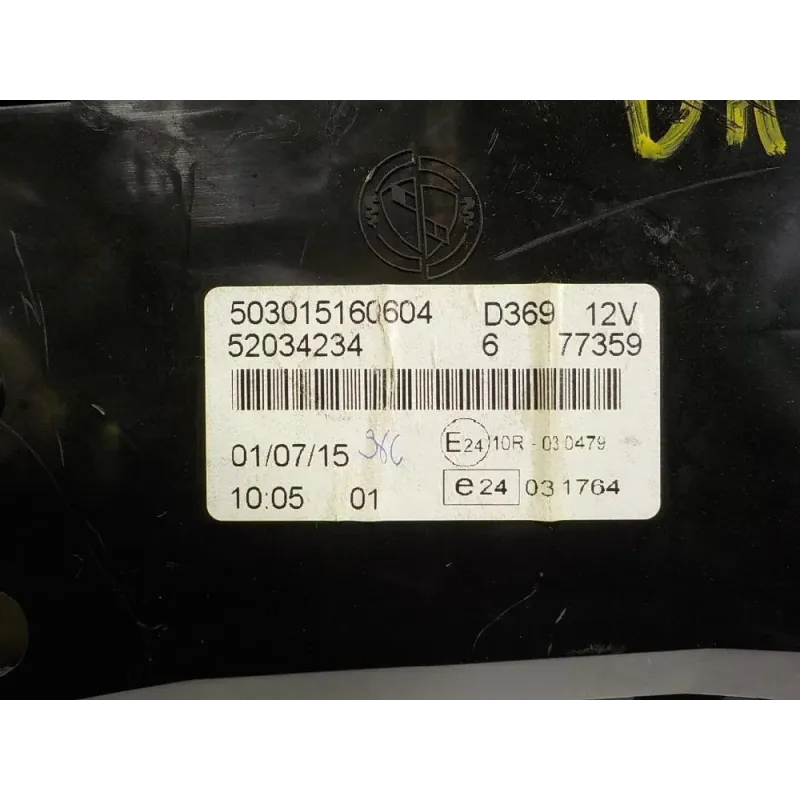 503015160604 D369 12V
52034234 6 77359
01/07/15 E24 10R - 03 0479
10:05 01 e24 03 1764